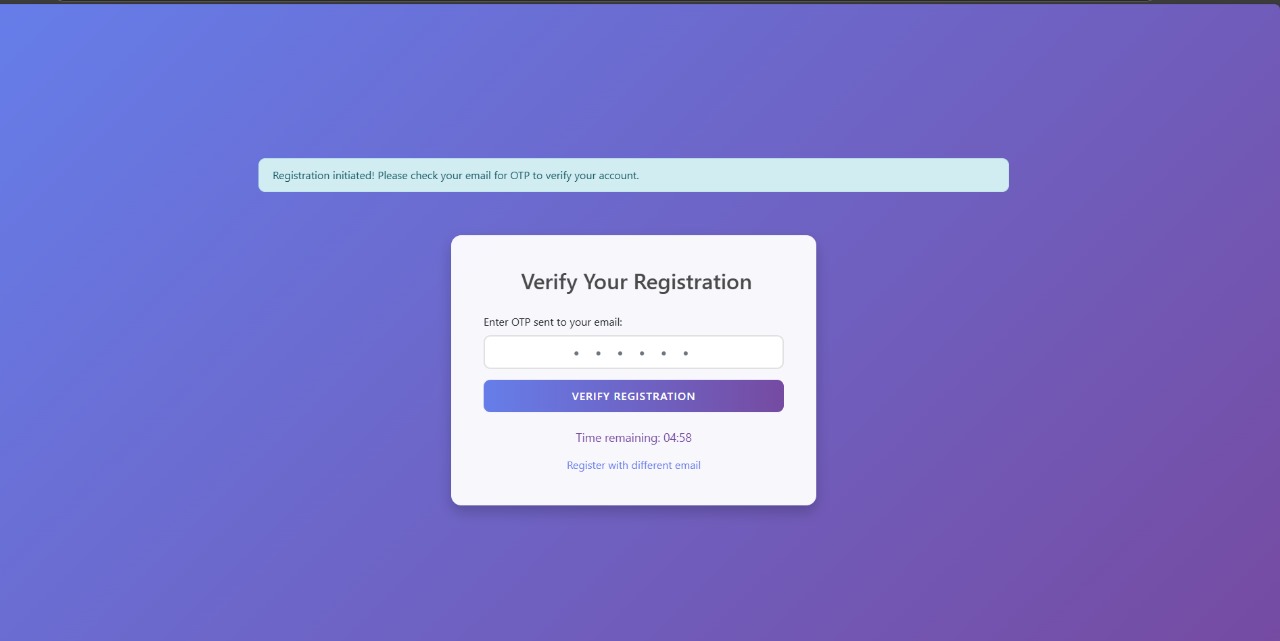 Registration initiated! Please check your email for OTP to verify your account.
Verify Your Registration
Enter OTP sent to your email:
• • • • • •
VERIFY REGISTRATION
Time remaining: 04:58
Register with different email